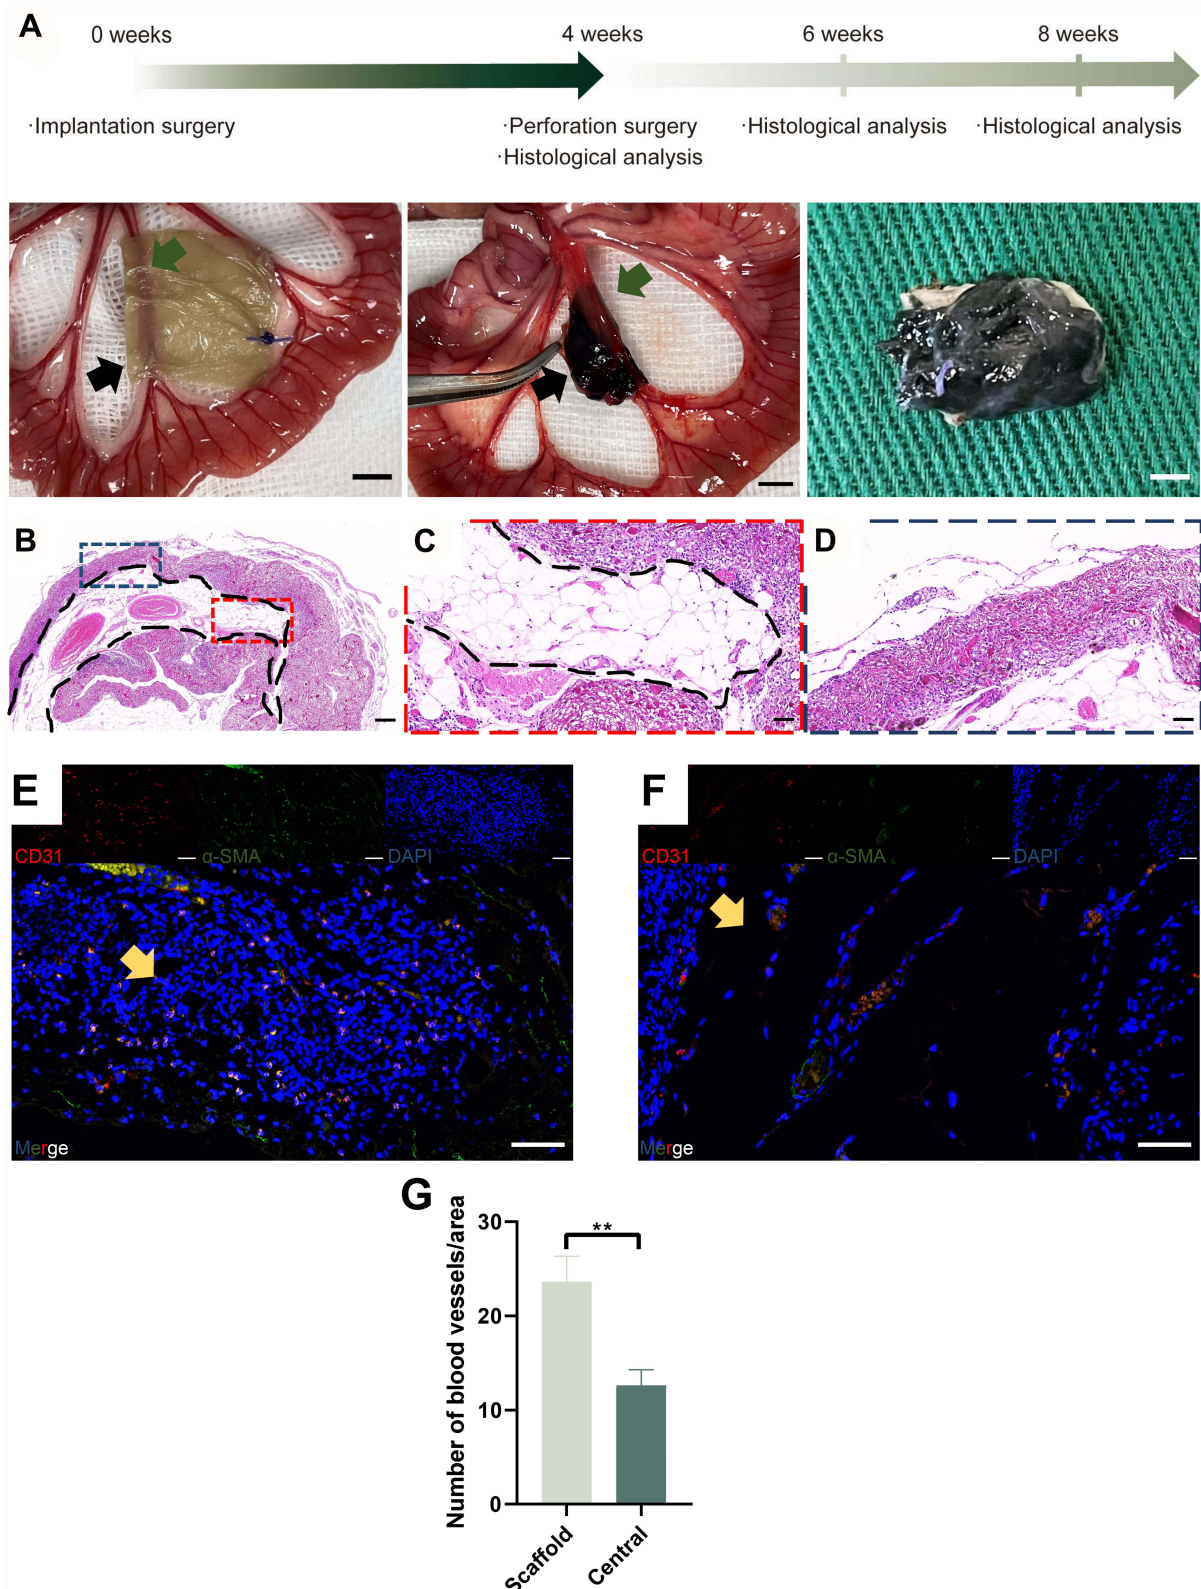 A
0 weeks
4 weeks
6 weeks
8 weeks
·Implantation surgery
·Perforation surgery
·Histological analysis
·Histological analysis
·Histological analysis
B
C
D
E
CD31
α-SMA
DAPI
Merge
F
CD31
α-SMA
DAPI
Merge
G
Number of blood vessels/area
30
20
10
0
**
Scaffold
Central